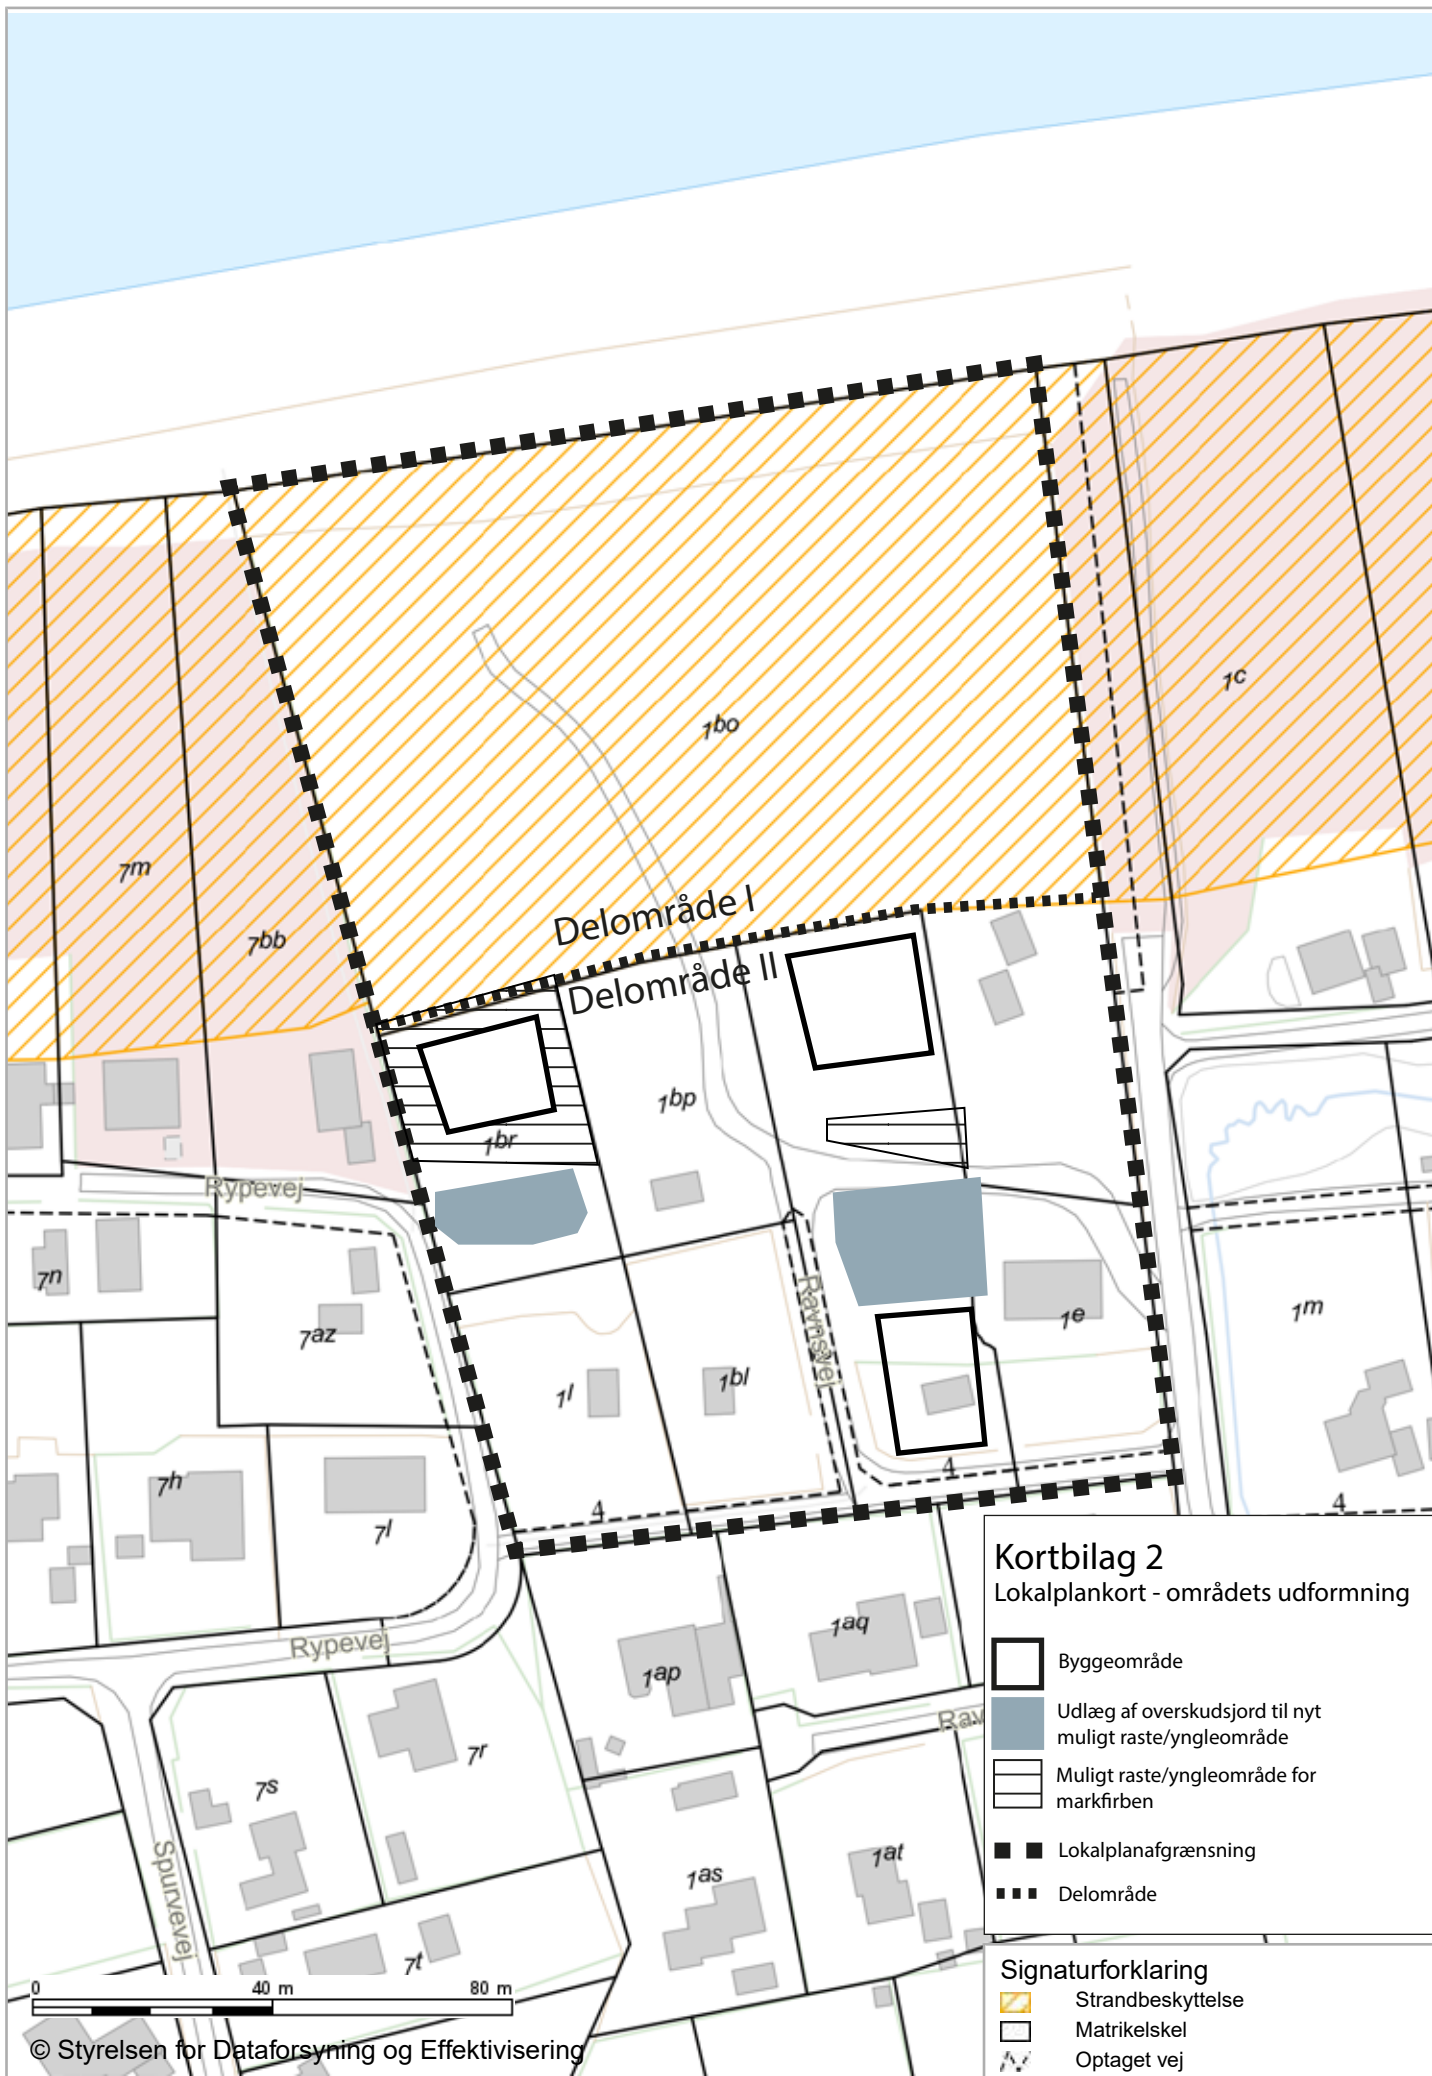 1bo
1c
7m
7bb
Delområde I
Delområde II
1bp
1br
Rypevej
7n
7az
Ravnsvej
1e
1m
1l
1bl
7h
7l
4
4
4
Rypevej
1ap
1aq
Rav
7r
7s
Spurvevej
1as
1at
7t
0 40 m 80 m
© Styrelsen for Dataforsyning og Effektivisering
Kortbilag 2
Lokalplankort - områdets udformning
Byggeområde
Udlæg af overskudsjord til nyt
muligt raste/yngleområde
Muligt raste/yngleområde for
markfirben
Lokalplanafgrænsning
Delområde
Signaturforklaring
Strandbeskyttelse
Matrikelskel
Optaget vej